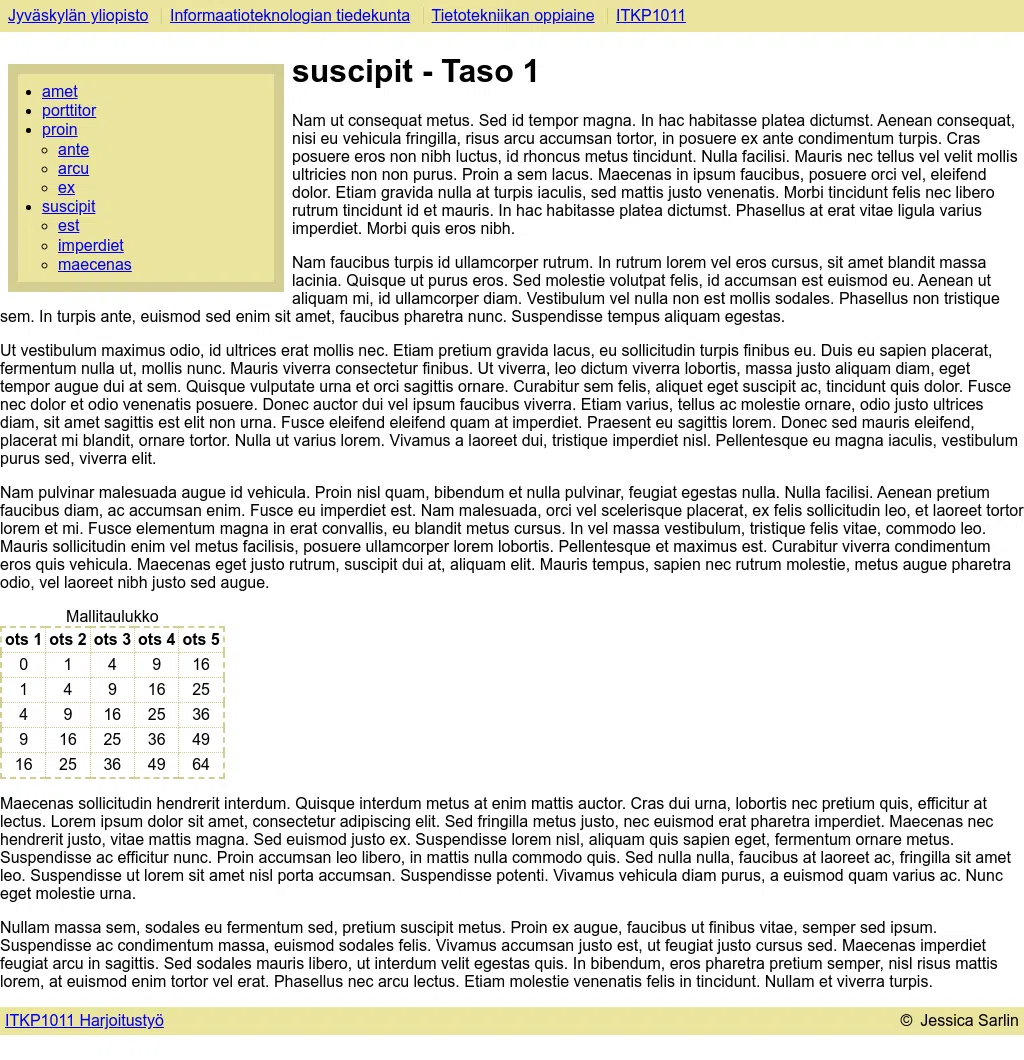 Jyväskylän yliopisto Informaatioteknologian tiedekunta Tietotekniikan oppiaine ITKP1011
amet
porttitor
proin
ante
arcu
ex
suscipit
est
imperdiet
maecenas
suscipit - Taso 1
Nam ut consequat metus. Sed id tempor magna. In hac habitasse platea dictumst. Aenean consequat,
nisi eu vehicula fringilla, risus arcu accumsan tortor, in posuere ex ante condimentum turpis. Cras
posuere eros non nibh luctus, id rhoncus metus tincidunt. Nulla facilisi. Mauris nec tellus vel velit mollis
ultricies non non purus. Proin a sem lacus. Maecenas in ipsum faucibus, posuere orci vel, eleifend
dolor. Etiam gravida nulla at turpis iaculis, sed mattis justo venenatis. Morbi tincidunt felis nec libero
rutrum tincidunt id et mauris. In hac habitasse platea dictumst. Phasellus at erat vitae ligula varius
imperdiet. Morbi quis eros nibh.
Nam faucibus turpis id ullamcorper rutrum. In rutrum lorem vel eros cursus, sit amet blandit massa
lacinia. Quisque ut purus eros. Sed molestie volutpat felis, id accumsan est euismod eu. Aenean ut
aliquam mi, id ullamcorper diam. Vestibulum vel nulla non est mollis sodales. Phasellus non tristique
sem. In turpis ante, euismod sed enim sit amet, faucibus pharetra nunc. Suspendisse tempus aliquam egestas.
Ut vestibulum maximus odio, id ultrices erat mollis nec. Etiam pretium gravida lacus, eu sollicitudin turpis finibus eu. Duis eu sapien placerat,
fermentum nulla ut, mollis nunc. Mauris viverra consectetur finibus. Ut viverra, leo dictum viverra lobortis, massa justo aliquam diam, eget
tempor augue dui at sem. Quisque vulputate urna et orci sagittis ornare. Curabitur sem felis, aliquet eget suscipit ac, tincidunt quis dolor. Fusce
nec dolor et odio venenatis posuere. Donec auctor dui vel ipsum faucibus viverra. Etiam varius, tellus ac molestie ornare, odio justo ultrices
diam, sit amet sagittis est elit non urna. Fusce eleifend eleifend quam at imperdiet. Praesent eu sagittis lorem. Donec sed mauris eleifend,
placerat mi blandit, ornare tortor. Nulla ut varius lorem. Vivamus a laoreet dui, tristique imperdiet nisl. Pellentesque eu magna iaculis, vestibulum
purus sed, viverra elit.
Nam pulvinar malesuada augue id vehicula. Proin nisl quam, bibendum et nulla pulvinar, feugiat egestas nulla. Nulla facilisi. Aenean pretium
faucibus diam, ac accumsan enim. Fusce eu imperdiet est. Nam malesuada, orci vel scelerisque placerat, ex felis sollicitudin leo, et laoreet tortor
lorem et mi. Fusce elementum magna in erat convallis, eu blandit metus cursus. In vel massa vestibulum, tristique felis vitae, commodo leo.
Mauris sollicitudin enim vel metus facilisis, posuere ullamcorper lorem lobortis. Pellentesque et maximus est. Curabitur viverra condimentum
eros quis vehicula. Maecenas eget justo rutrum, suscipit dui at, aliquam elit. Mauris tempus, sapien nec rutrum molestie, metus augue pharetra
odio, vel laoreet nibh justo sed augue.
Mallitaulukko
ots 1 ots 2 ots 3 ots 4 ots 5
0 1 4 9 16
1 4 9 16 25
4 9 16 25 36
9 16 25 36 49
16 25 36 49 64
Maecenas sollicitudin hendrerit interdum. Quisque interdum metus at enim mattis auctor. Cras dui urna, lobortis nec pretium quis, efficitur at
lectus. Lorem ipsum dolor sit amet, consectetur adipiscing elit. Sed fringilla metus justo, nec euismod erat pharetra imperdiet. Maecenas nec
hendrerit justo, vitae mattis magna. Sed euismod justo ex. Suspendisse lorem nisl, aliquam quis sapien eget, fermentum ornare metus.
Suspendisse ac efficitur nunc. Proin accumsan leo libero, in mattis nulla commodo quis. Sed nulla nulla, faucibus at laoreet ac, fringilla sit amet
leo. Suspendisse ut lorem sit amet nisl porta accumsan. Suspendisse potenti. Vivamus vehicula diam purus, a euismod quam varius ac. Nunc
eget molestie urna.
Nullam massa sem, sodales eu fermentum sed, pretium suscipit metus. Proin ex augue, faucibus ut finibus vitae, semper sed ipsum.
Suspendisse ac condimentum massa, euismod sodales felis. Vivamus accumsan justo est, ut feugiat justo cursus sed. Maecenas imperdiet
feugiat arcu in sagittis. Sed sodales mauris libero, ut interdum velit egestas quis. In bibendum, eros pharetra pretium semper, nisl risus mattis
lorem, at euismod enim tortor vel erat. Phasellus nec arcu lectus. Etiam molestie venenatis felis in tincidunt. Nullam et viverra turpis.
ITKP1011 Harjoitustyö © Jessica Sarlin